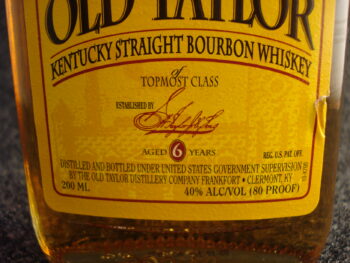 OLD TAYLOR
KENTUCKY STRAIGHT BOURBON WHISKEY
of
TOPMOST CLASS
ESTABLISHED BY
AGED 6 YEARS
REG. U.S. PAT. OFF.
DISTILLED AND BOTTLED UNDER UNITED STATES GOVERNMENT SUPERVISION
BY THE OLD TAYLOR DISTILLERY COMPANY FRANKFORT • CLERMONT, KY
200 ML 40% ALC/VOL (80 PROOF)